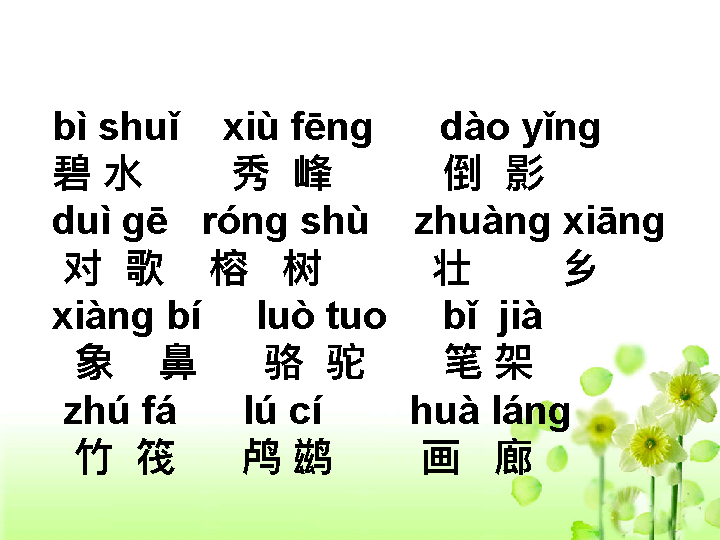 bì shuǐ xiù fēng dào yǐng
碧 水 秀 峰 倒 影
duì gē róng shù zhuàng xiāng
对 歌 榕 树 壮 乡
xiàng bí luò tuo bǐ jià
象 鼻 骆 驼 笔 架
zhú fá lú cí huà láng
竹 筏 鸬 鹚 画 廊